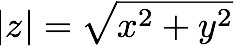 |z| = √(x² + y²)